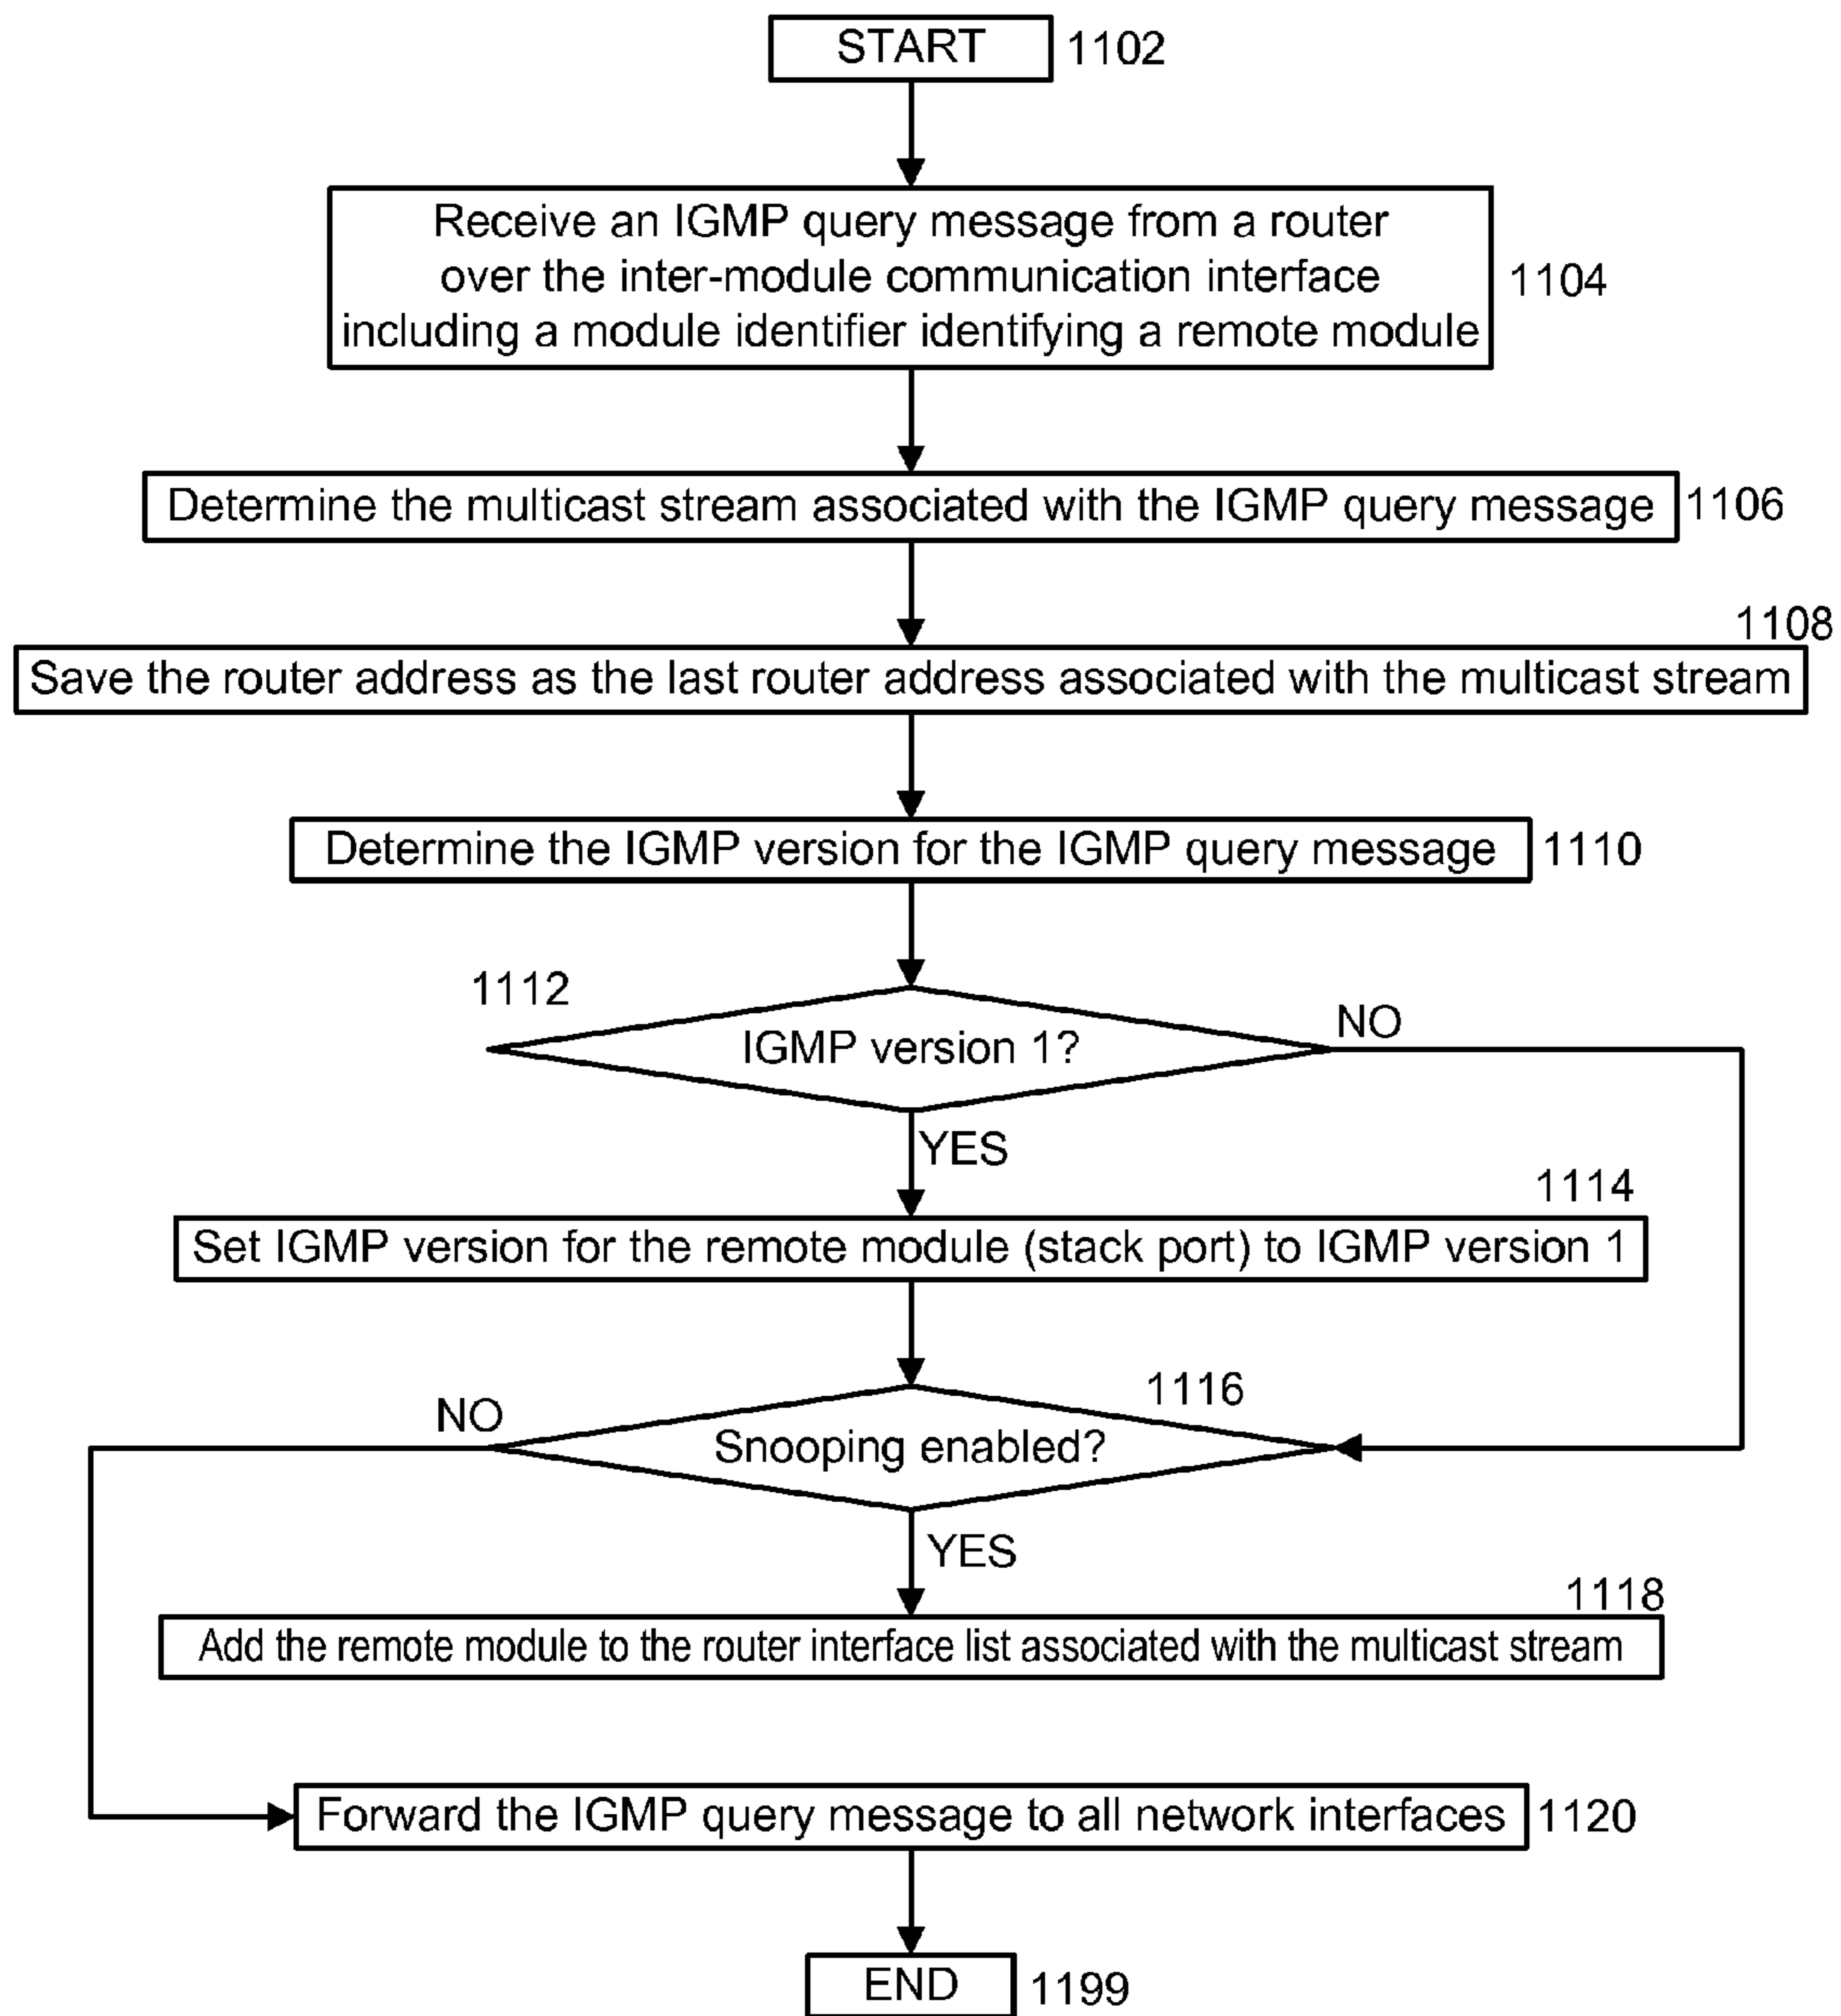 START 1102
Receive an IGMP query message from a router
over the inter-module communication interface
including a module identifier identifying a remote module
1104
Determine the multicast stream associated with the IGMP query message 1106
1108
Save the router address as the last router address associated with the multicast stream
Determine the IGMP version for the IGMP query message 1110
1112
NO
IGMP version 1?
YES
1114
Set IGMP version for the remote module (stack port) to IGMP version 1
1116
NO
Snooping enabled?
YES
1118
Add the remote module to the router interface list associated with the multicast stream
Forward the IGMP query message to all network interfaces 1120
END 1199